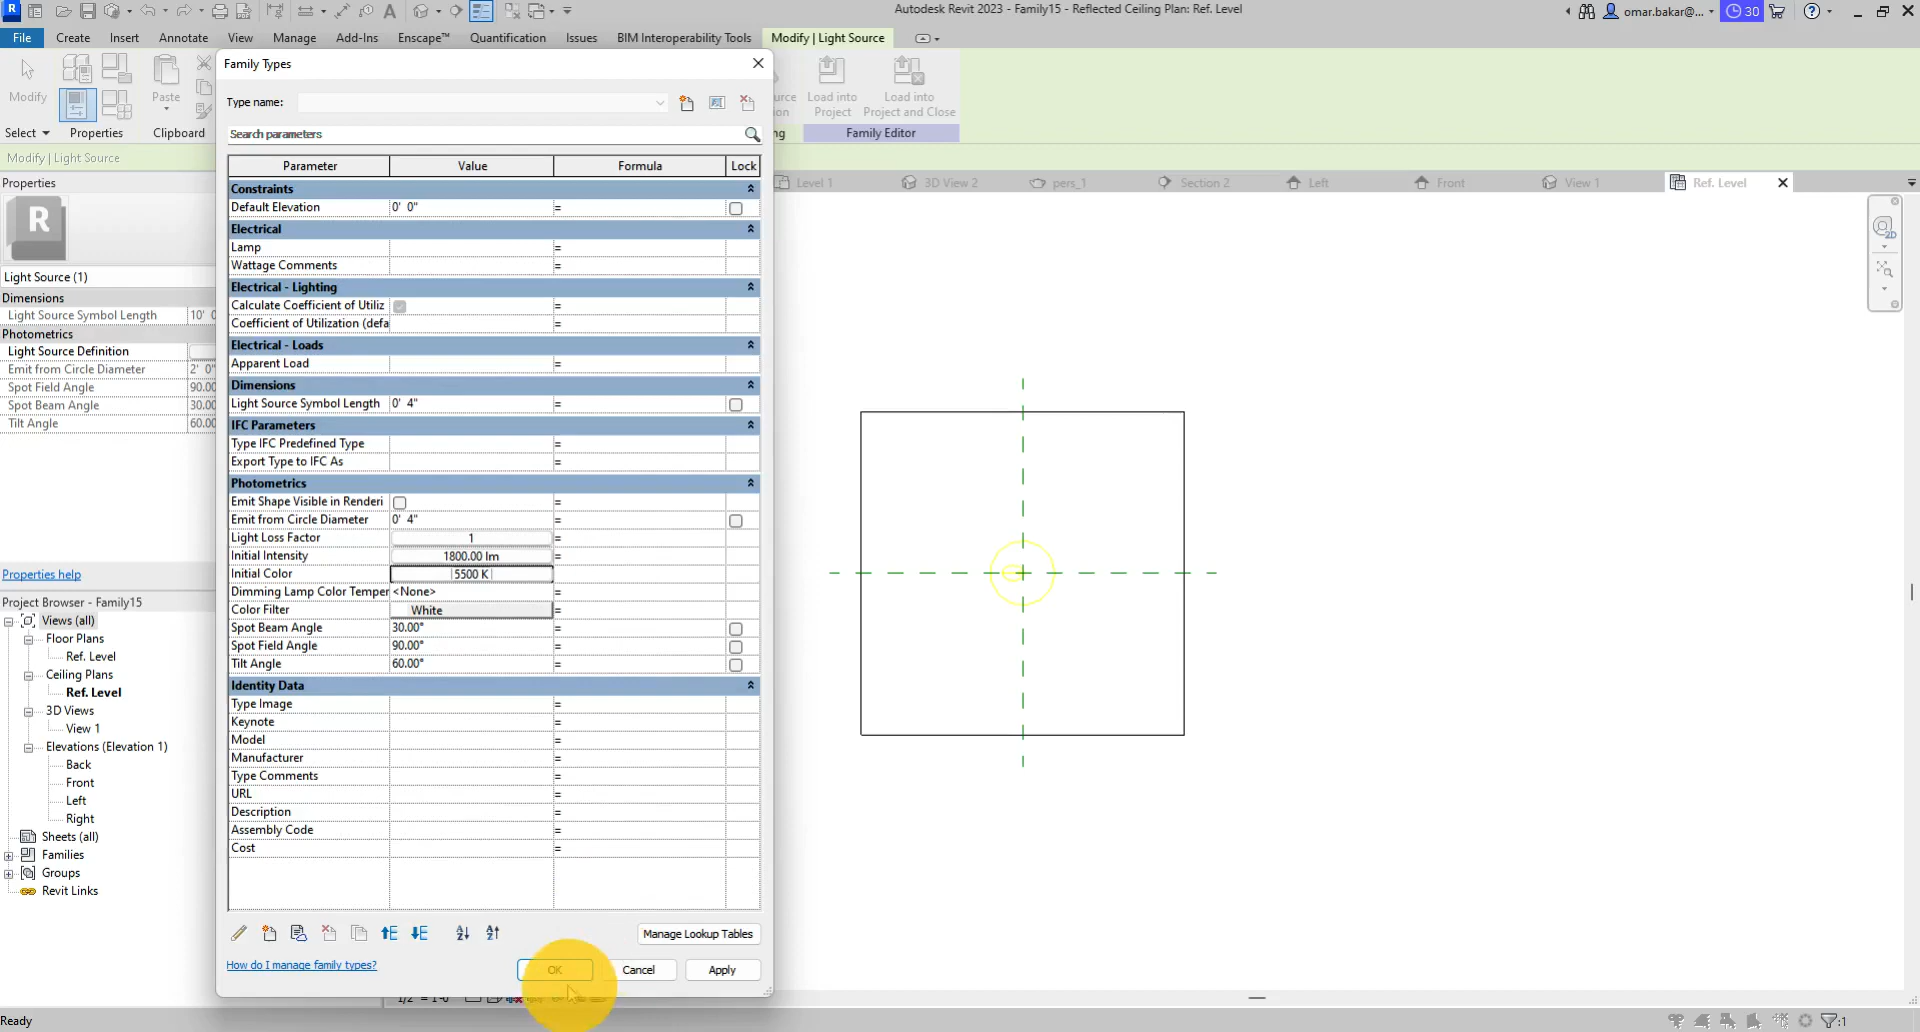 Autodesk Revit 2023 - Family15 - Reflected Ceiling Plan: Ref. Level
omar.bakar@...
30
File Create Insert Annotate View Manage Add-Ins Enscape™ Quantification Issues BIM Interoperability Tools Modify | Light Source
Modify
Paste
Select Properties Clipboard
Load into Project
Load into Project and Close
Family Editor
Modify | Light Source
Family Types
Type name:
Search parameters
Parameter Value Formula Lock
Constraints
Default Elevation 0' 0" =
Electrical
Lamp =
Wattage Comments =
Electrical - Lighting
Calculate Coefficient of Utiliz =
Coefficient of Utilization (defa =
Electrical - Loads
Apparent Load =
Dimensions
Light Source Symbol Length 0' 4" =
IFC Parameters
Type IFC Predefined Type =
Export Type to IFC As =
Photometrics
Emit Shape Visible in Renderi =
Emit from Circle Diameter 0' 4" =
Light Loss Factor 1 =
Initial Intensity 1800.00 lm =
Initial Color 5500 K =
Dimming Lamp Color Temper <None> =
Color Filter White =
Spot Beam Angle 30.00° =
Spot Field Angle 90.00° =
Tilt Angle 60.00° =
Identity Data
Type Image =
Keynote =
Model =
Manufacturer =
Type Comments =
URL =
Description =
Assembly Code =
Cost =
Manage Lookup Tables
How do I manage family types?
OK Cancel Apply
Properties
Light Source (1)
Dimensions
Light Source Symbol Length 10' 0
Photometrics
Light Source Definition
Emit from Circle Diameter 2' 0"
Spot Field Angle 90.00
Spot Beam Angle 30.00
Tilt Angle 60.00
Properties help
Project Browser - Family15
Views (all)
Floor Plans
Ref. Level
Ceiling Plans
Ref. Level
3D Views
View 1
Elevations (Elevation 1)
Back
Front
Left
Right
Sheets (all)
Families
Groups
Revit Links
Level 1 3D View 2 pers_1 Section 2 Left Front View 1 Ref. Level
2D
Ready
:1